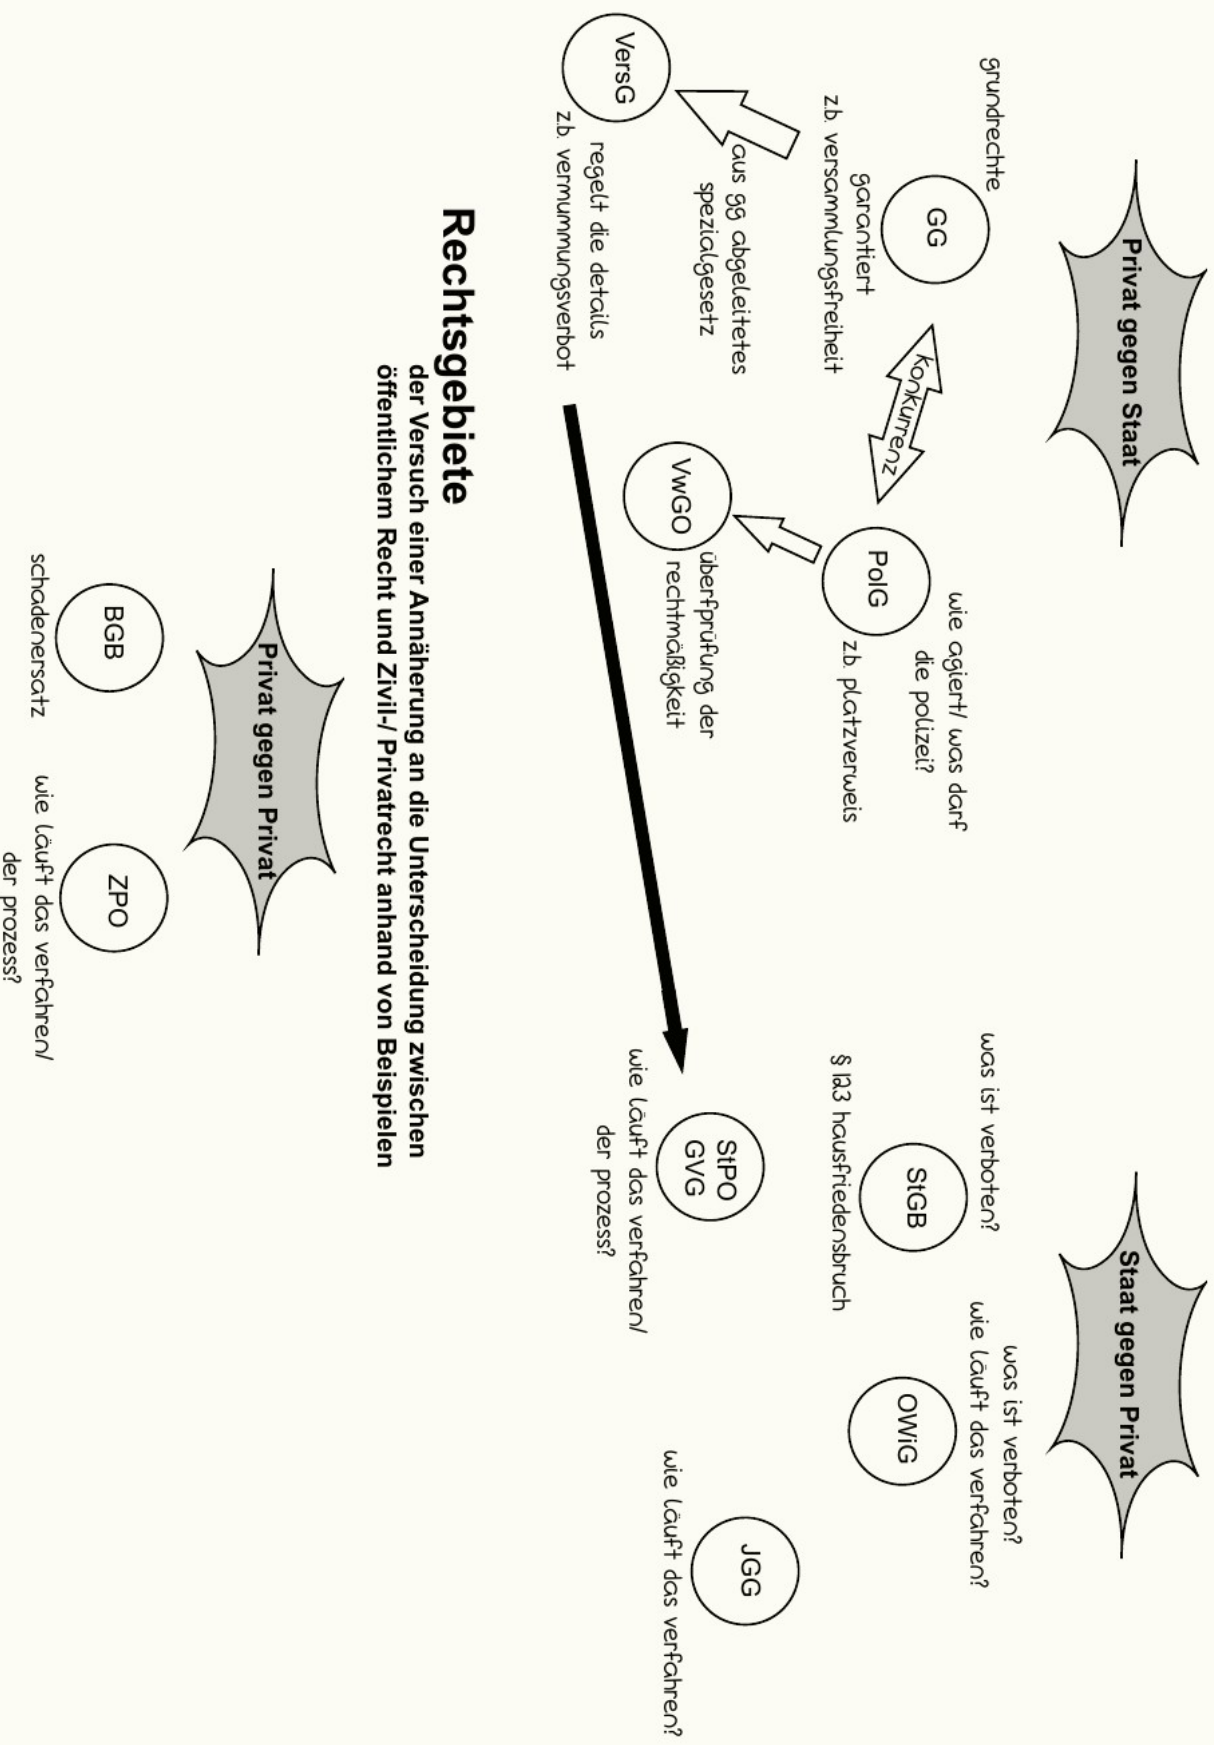 Privat gegen Staat
grundrechte
GG
garantiert
z.b. versammlungsfreiheit
konkurrenz
wie agiert/ was darf
die polizei?
PolG
z.b. platzverweis
aus gg abgeleitetes
spezialgesetz
VersG
regelt die details
z.b. vermummungsverbot
VwGO
überfprüfung der
rechtmäßigkeit
Staat gegen Privat
was ist verboten?
StGB
§ 123 hausfriedensbruch
was ist verboten?
wie läuft das verfahren?
OWiG
StPO
GVG
wie läuft das verfahren/
der prozess?
JGG
wie läuft das verfahren?
Rechtsgebiete
der Versuch einer Annäherung an die Unterscheidung zwischen
öffentlichem Recht und Zivil-/ Privatrecht anhand von Beispielen
Privat gegen Privat
BGB
schadenersatz
ZPO
wie läuft das verfahren/
der prozess?